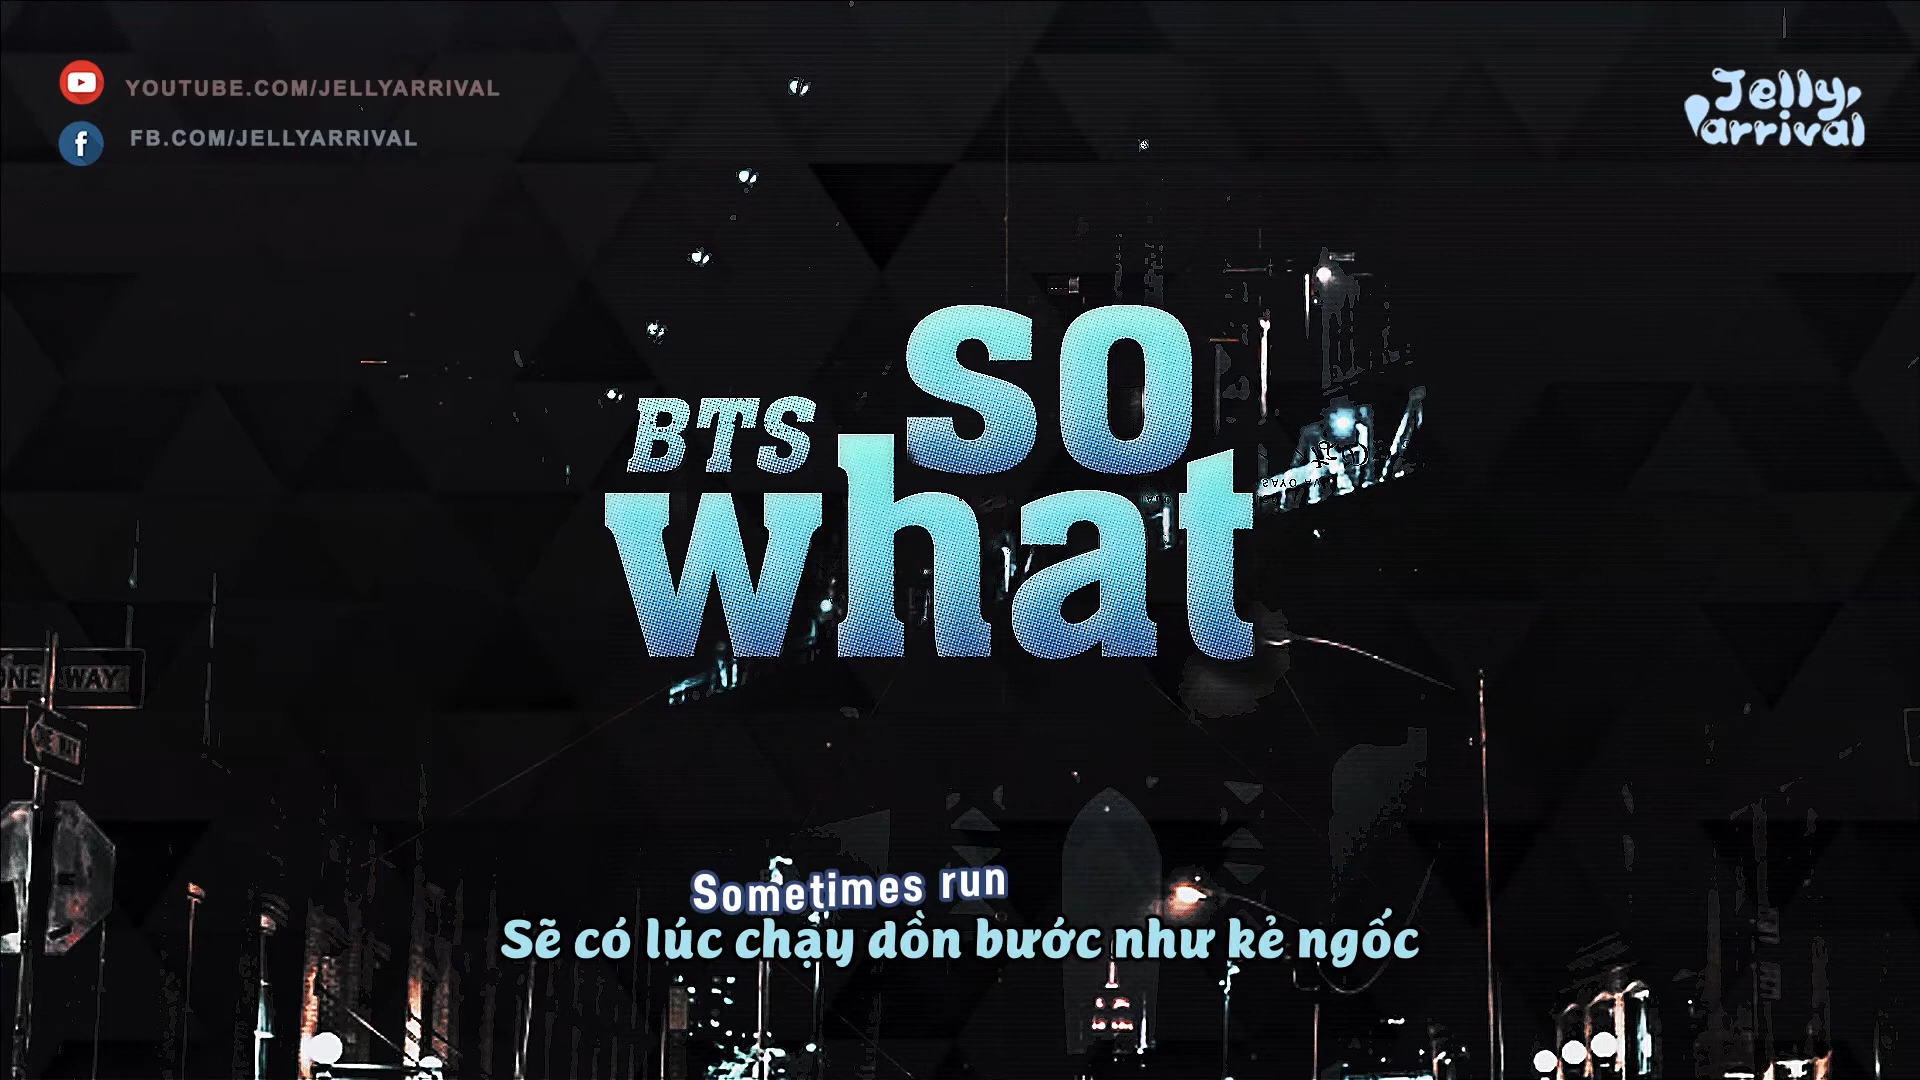 YOUTUBE.COM/JELLYARRIVAL
FB.COM/JELLYARRIVAL
Jelly
arrival
so
BTS
what
ONE WAY
Sometimes run
Sẽ có lúc chạy dồn bước như kẻ ngốc